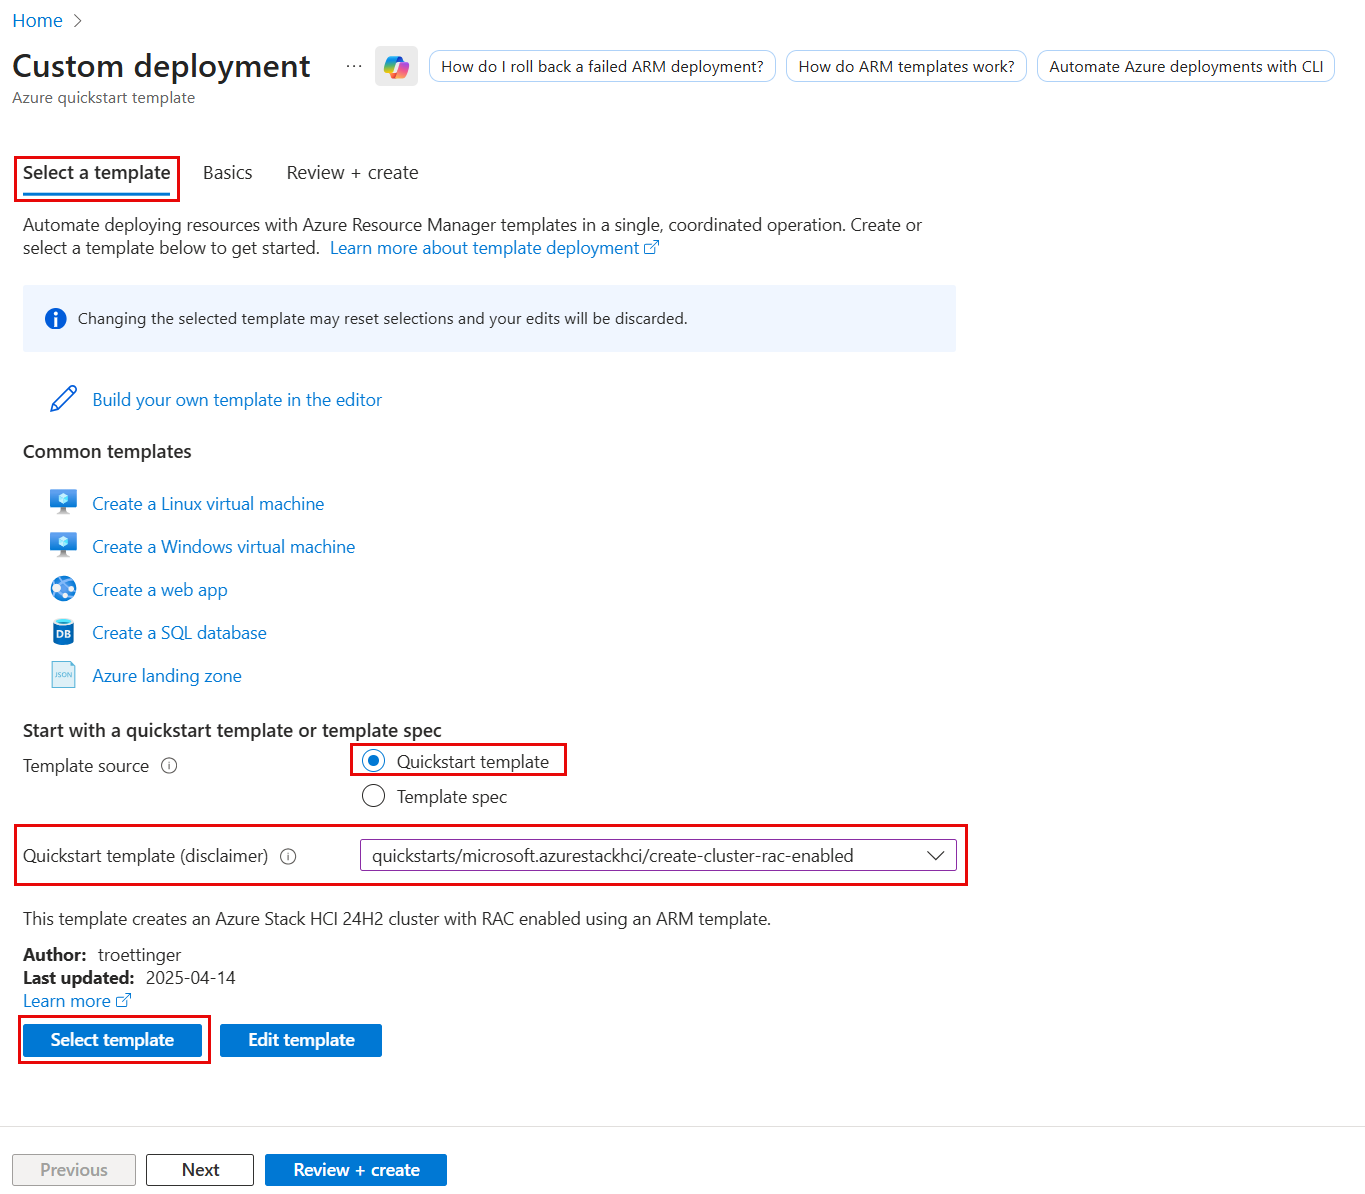 Home
Custom deployment
How do I roll back a failed ARM deployment?
How do ARM templates work?
Automate Azure deployments with CLI
Azure quickstart template
Select a template
Basics
Review + create
Automate deploying resources with Azure Resource Manager templates in a single, coordinated operation. Create or
select a template below to get started. Learn more about template deployment
Changing the selected template may reset selections and your edits will be discarded.
Build your own template in the editor
Common templates
Create a Linux virtual machine
Create a Windows virtual machine
Create a web app
DB
Create a SQL database
JSON
Azure landing zone
Start with a quickstart template or template spec
Template source
Quickstart template
Template spec
Quickstart template (disclaimer)
quickstarts/microsoft.azurestackhci/create-cluster-rac-enabled
This template creates an Azure Stack HCI 24H2 cluster with RAC enabled using an ARM template.
Author: troettinger
Last updated: 2025-04-14
Learn more
Select template
Edit template
Previous
Next
Review + create